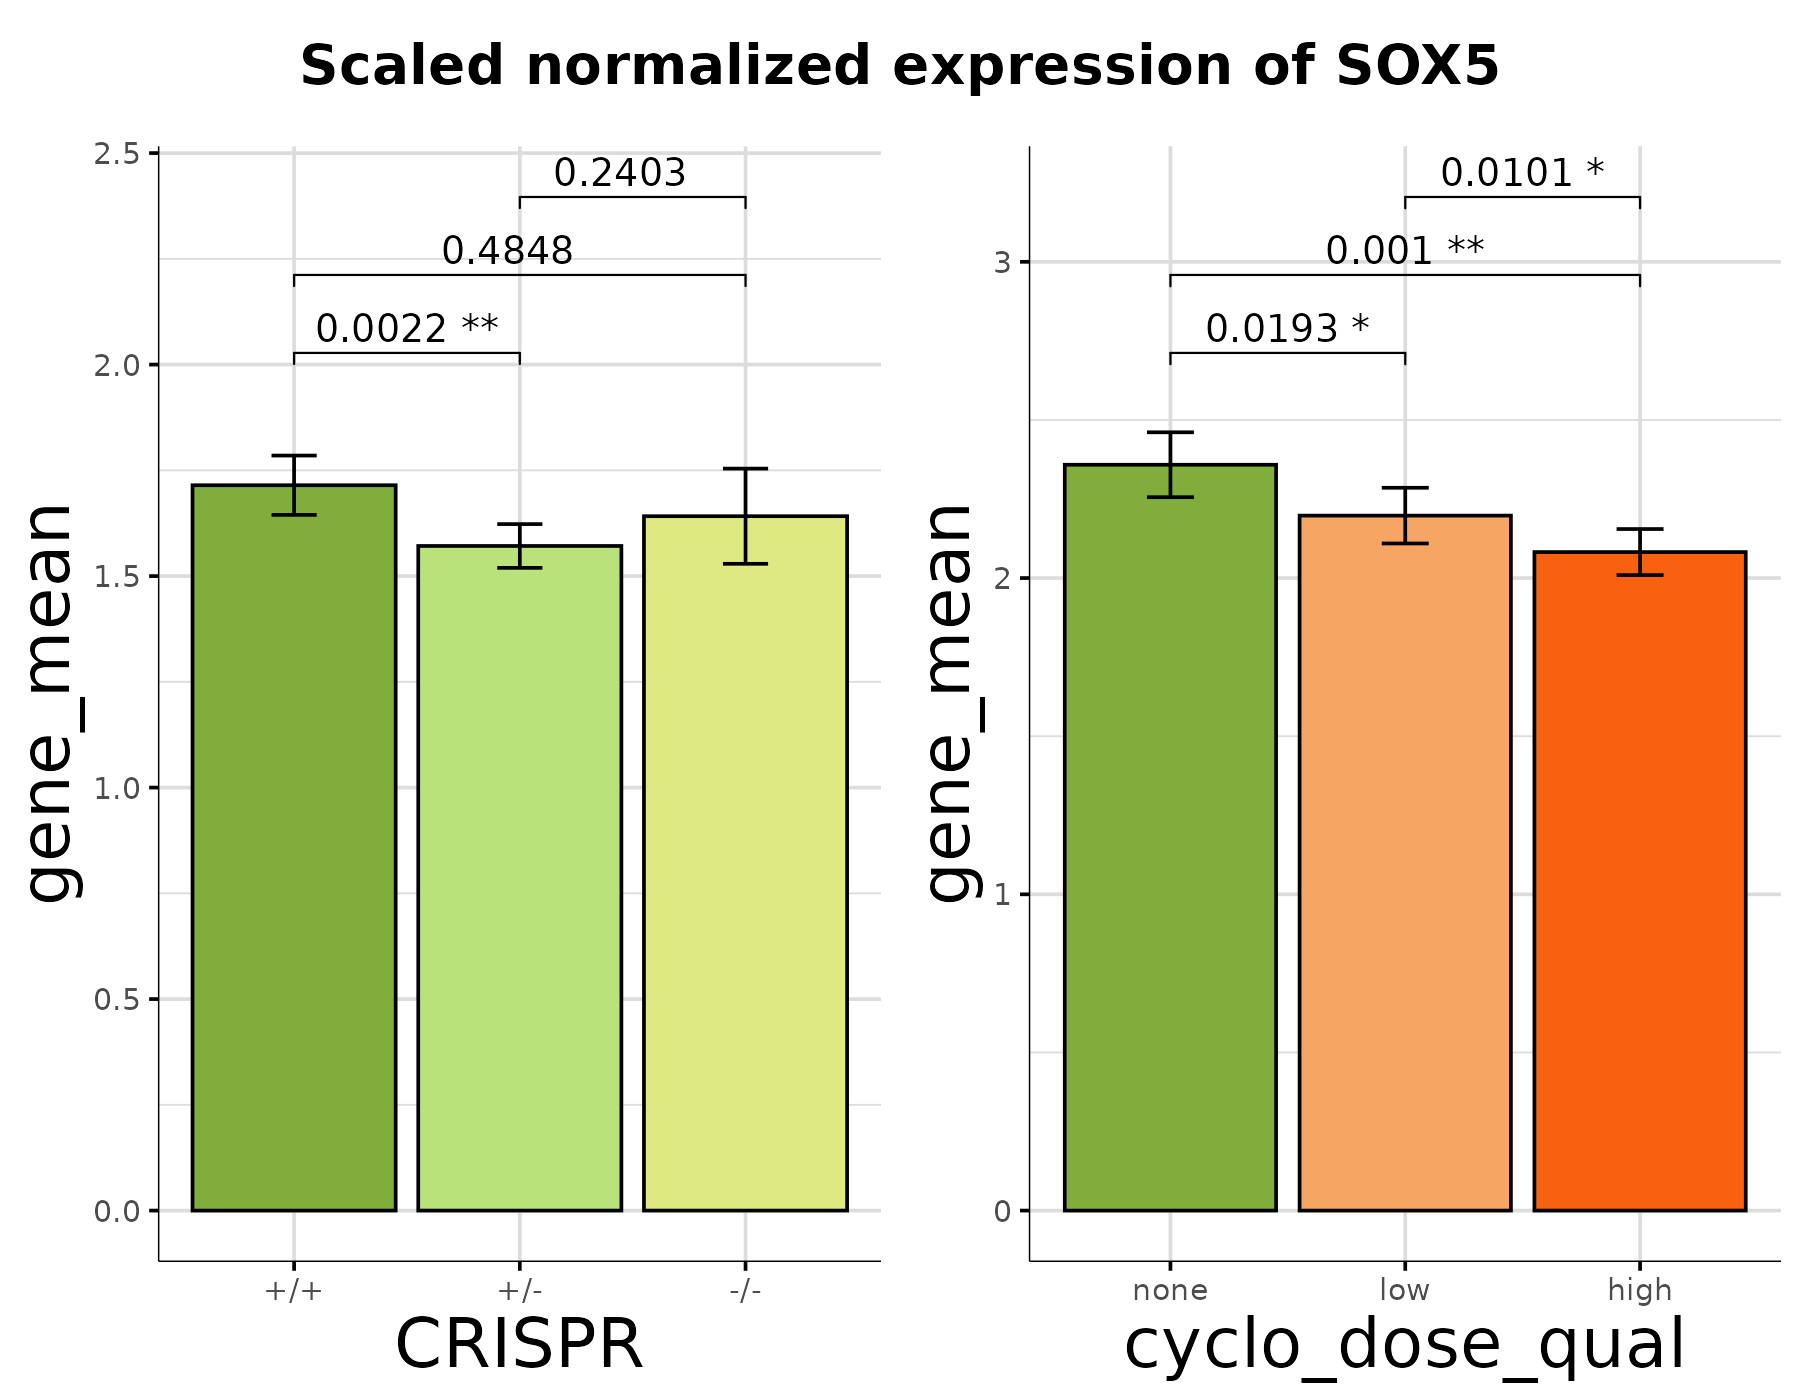 Scaled normalized expression of SOX5
gene_mean
2.5
2.0
1.5
1.0
0.5
0.0
0.2403
0.4848
0.0022 **
+/+
+/-
-/-
CRISPR
gene_mean
3
2
1
0
0.0101 *
0.001 **
0.0193 *
none
low
high
cyclo_dose_qual